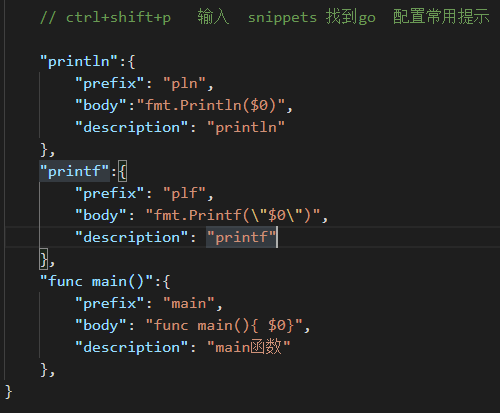 // ctrl+shift+p   输入  snippets 找到go  配置常用提示
"println":{
"prefix": "pln",
"body":"fmt.Println($0)",
"description": "println"
},
"printf":{
"prefix": "plf",
"body": "fmt.Printf(\"$0\")",
"description": "printf"
},
"func main()":{
"prefix": "main",
"body": "func main(){ $0}",
"description": "main函数"
},
}